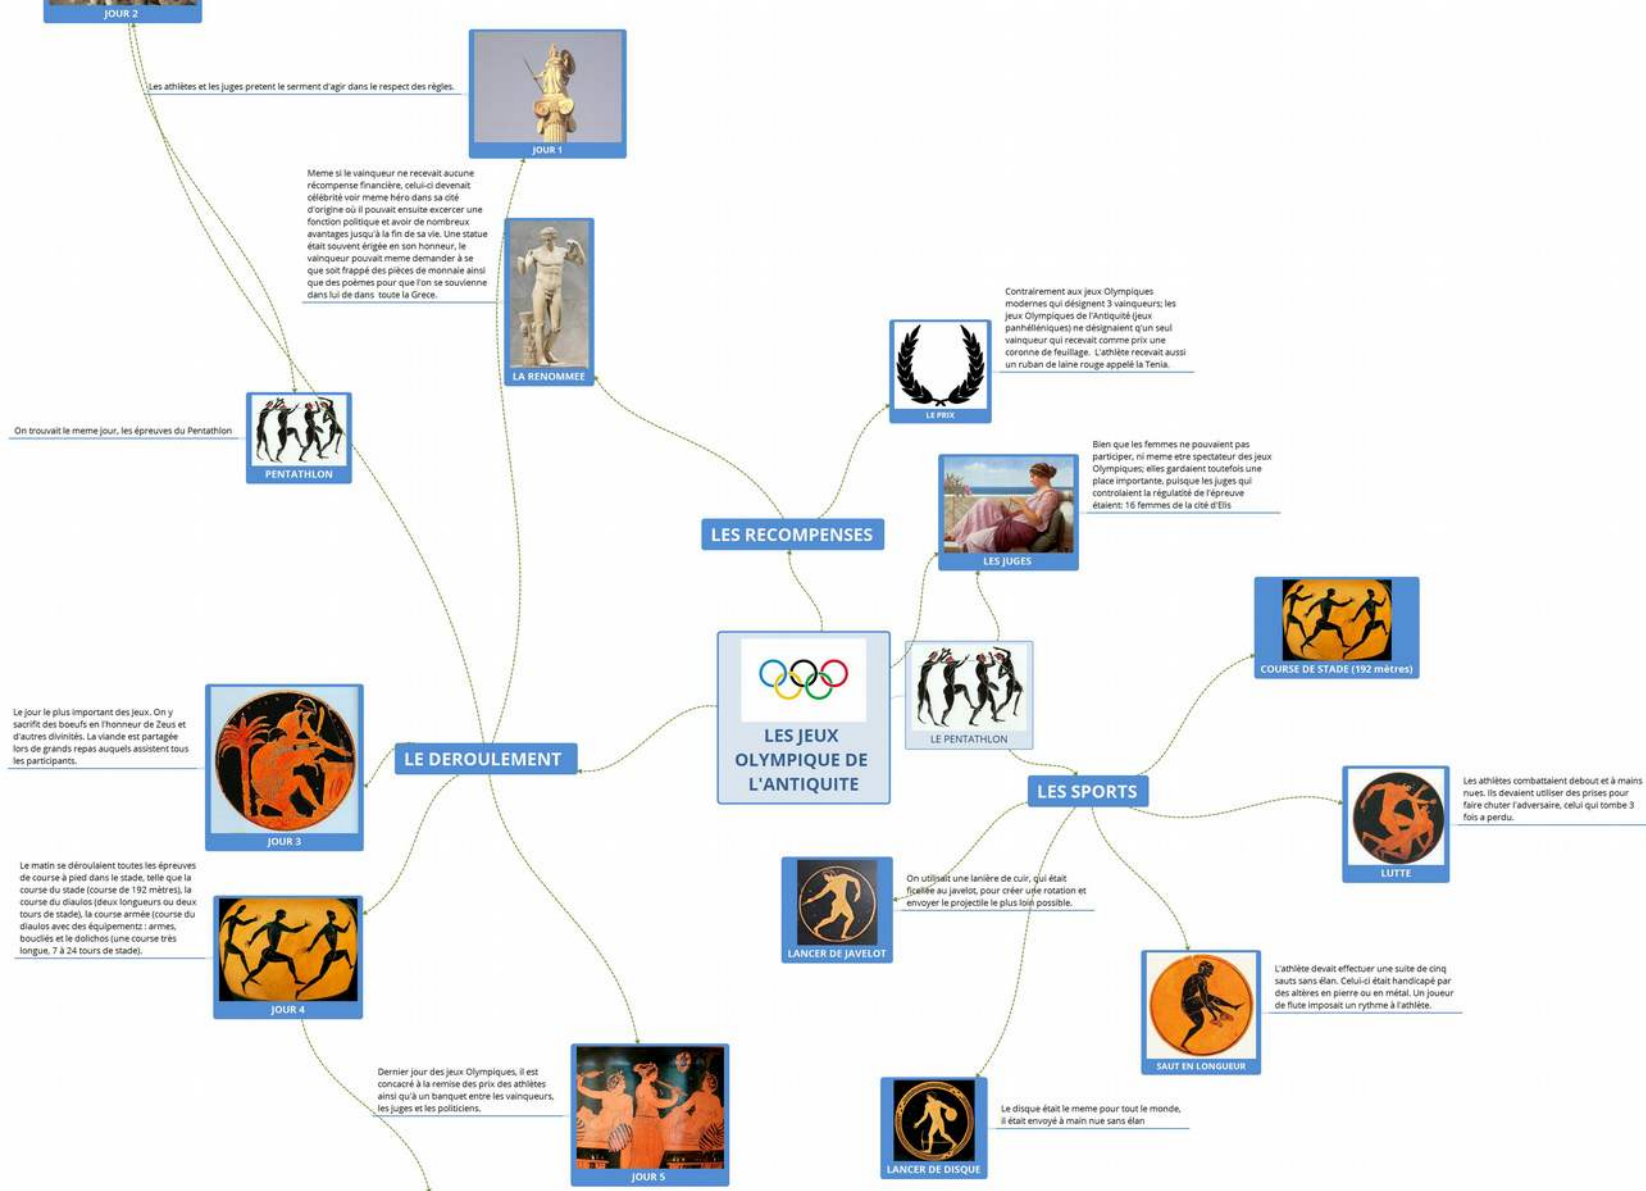 JOUR 2
Les athlètes et les juges pretent le serment d'agir dans le respect des règles.
JOUR 1
Meme si le vainqueur ne recevait aucune
récompense financière, celui-ci devenait
célébrité voir meme héro dans sa cité
d'origine où il pouvait ensuite excercer une
fonction politique et avoir de nombreux
avantages jusqu'à la fin de sa vie. Une statue
était souvent érigée en son honneur, le
vainqueur pouvait meme demander à se
que soit frappé des pièces de monnaie ainsi
que des poèmes pour que l'on se souvienne
dans lui de dans toute la Grece.
LA RENOMMEE
Contrairement aux jeux Olympiques
modernes qui désignent 3 vainqueurs; les
jeux Olympiques de l'Antiquité (jeux
panhélléniques) ne désignaient q'un seul
vainqueur qui recevait comme prix une
coronne de feuillage. L'athlète recevait aussi
un ruban de laine rouge appelé la Tenia.
LE PRIX
On trouvait le meme jour, les épreuves du Pentathlon
PENTATHLON
Bien que les femmes ne pouvaient pas
participer, ni meme etre spectateur des jeux
Olympiques; elles gardaient toutefois une
place importante, puisque les juges qui
controlaient la régulatité de l'épreuve
étaient: 16 femmes de la cité d'Elis
LES JUGES
LES RECOMPENSES
COURSE DE STADE (192 mètres)
LES JEUX
OLYMPIQUE DE
L'ANTIQUITE
LE PENTATHLON
LE DEROULEMENT
LES SPORTS
Le jour le plus important des Jeux. On y
sacrifit des boeufs en l'honneur de Zeus et
d'autres divinités. La viande est partagée
lors de grands repas auquels assistent tous
les participants.
JOUR 3
Les athlètes combattaient debout et à mains
nues. Ils devaient utiliser des prises pour
faire chuter l'adversaire, celui qui tombe 3
fois a perdu.
LUTTE
Le matin se déroulaient toutes les épreuves
de course à pied dans le stade, telle que la
course du stade (course de 192 mètres), la
course du diaulos (deux longueurs ou deux
tours de stade), la course armée (course du
diaulos avec des équipementz : armes,
boucliés et le dolichos (une course très
longue, 7 à 24 tours de stade).
JOUR 4
On utilisait une lanière de cuir, qui était
ficellée au javelot, pour créer une rotation et
envoyer le projectile le plus loin possible.
LANCER DE JAVELOT
L'athlète devait effectuer une suite de cinq
sauts sans élan. Celui-ci était handicapé par
des altères en pierre ou en métal. Un joueur
de flute imposait un rythme à l'athlète.
SAUT EN LONGUEUR
Dernier jour des jeux Olympiques, il est
concacré à la remise des prix des athlètes
ainsi qu'à un banquet entre les vainqueurs,
les juges et les politiciens.
JOUR 5
Le disque était le meme pour tout le monde,
il était envoyé à main nue sans élan
LANCER DE DISQUE